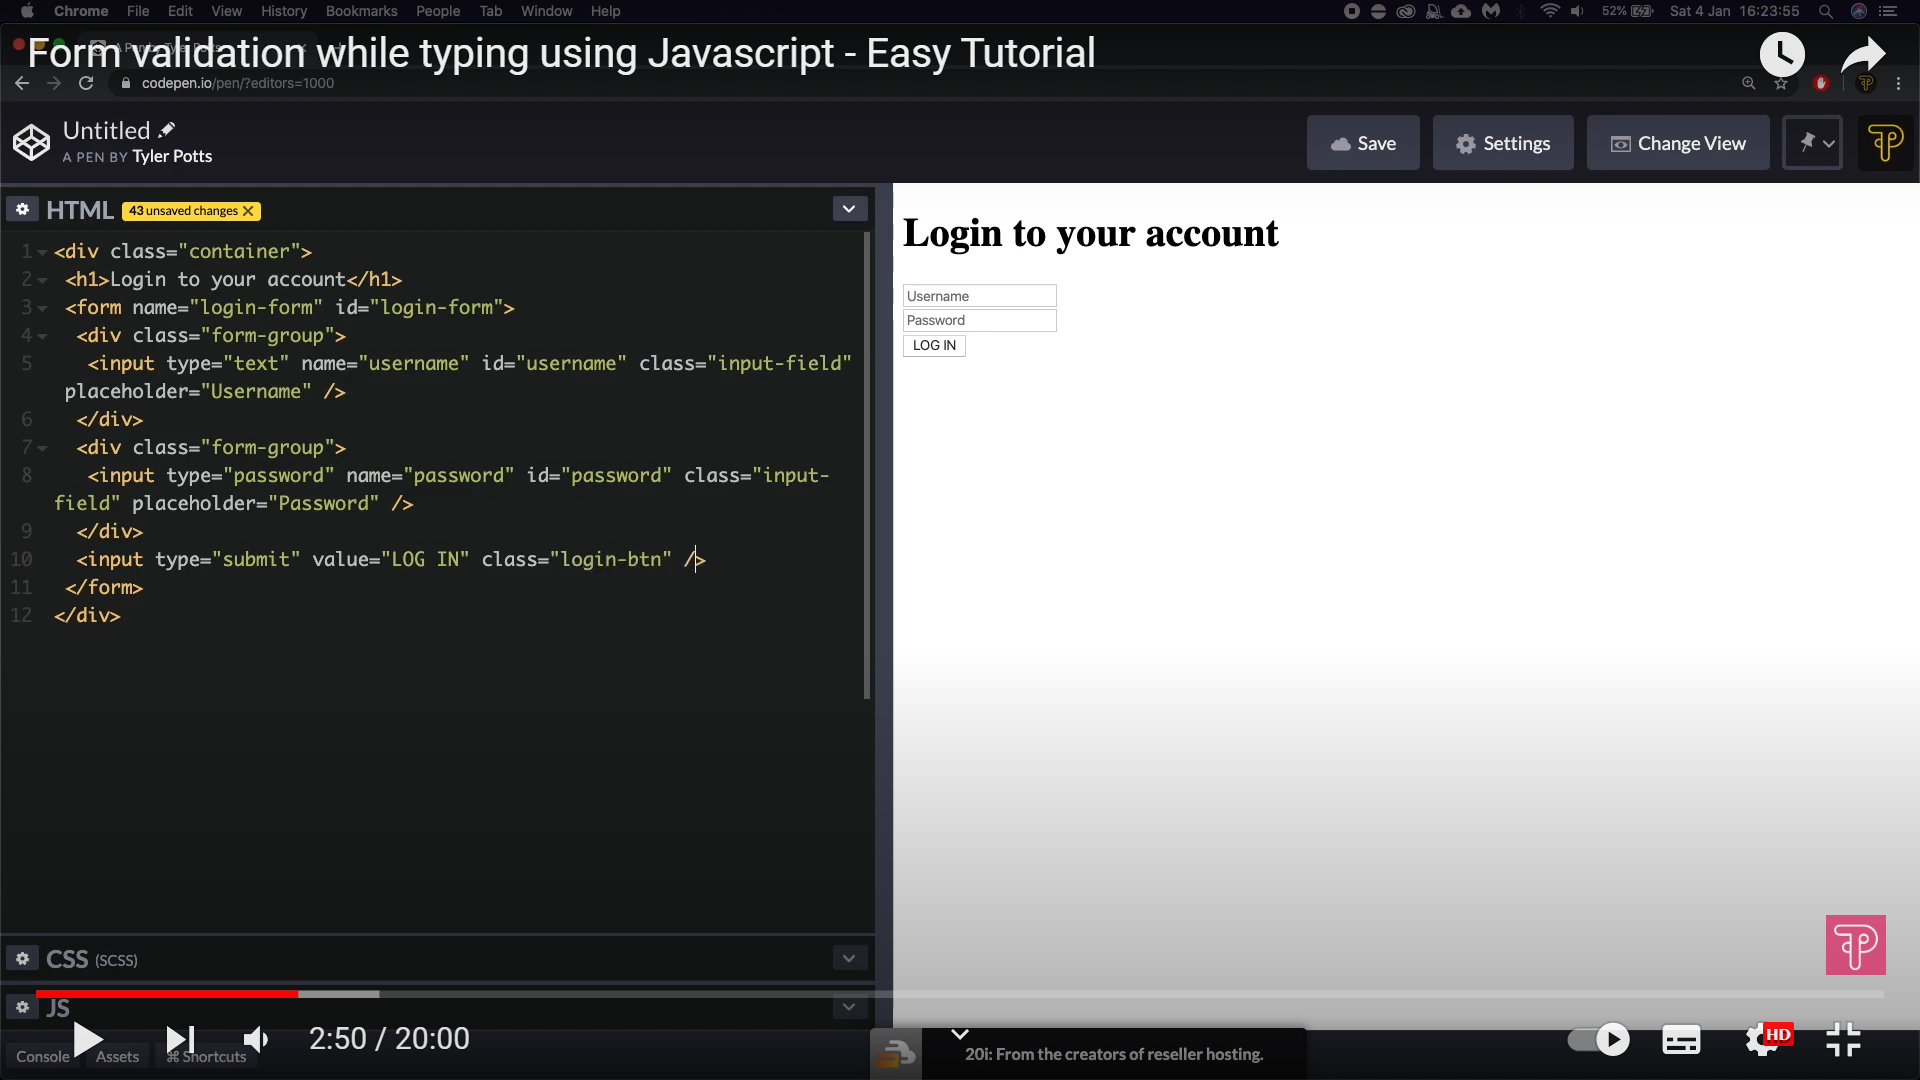 Chrome File Edit View History Bookmarks People Tab Window Help 52% Sat 4 Jan 16:23:55
Form validation while typing using Javascript - Easy Tutorial
codepen.io/pen/?editors=1000
Untitled
A PEN BY Tyler Potts
Save Settings Change View
HTML 43 unsaved changes
1 <div class="container">
2 <h1>Login to your account</h1>
3 <form name="login-form" id="login-form">
4 <div class="form-group">
5 <input type="text" name="username" id="username" class="input-field"
placeholder="Username" />
6 </div>
7 <div class="form-group">
8 <input type="password" name="password" id="password" class="input-
field" placeholder="Password" />
9 </div>
10 <input type="submit" value="LOG IN" class="login-btn" />
11 </form>
12 </div>
Login to your account
Username
Password
LOG IN
CSS (SCSS)
JS
2:50 / 20:00
HD
Console Assets ⌘ Shortcuts
20i: From the creators of reseller hosting.